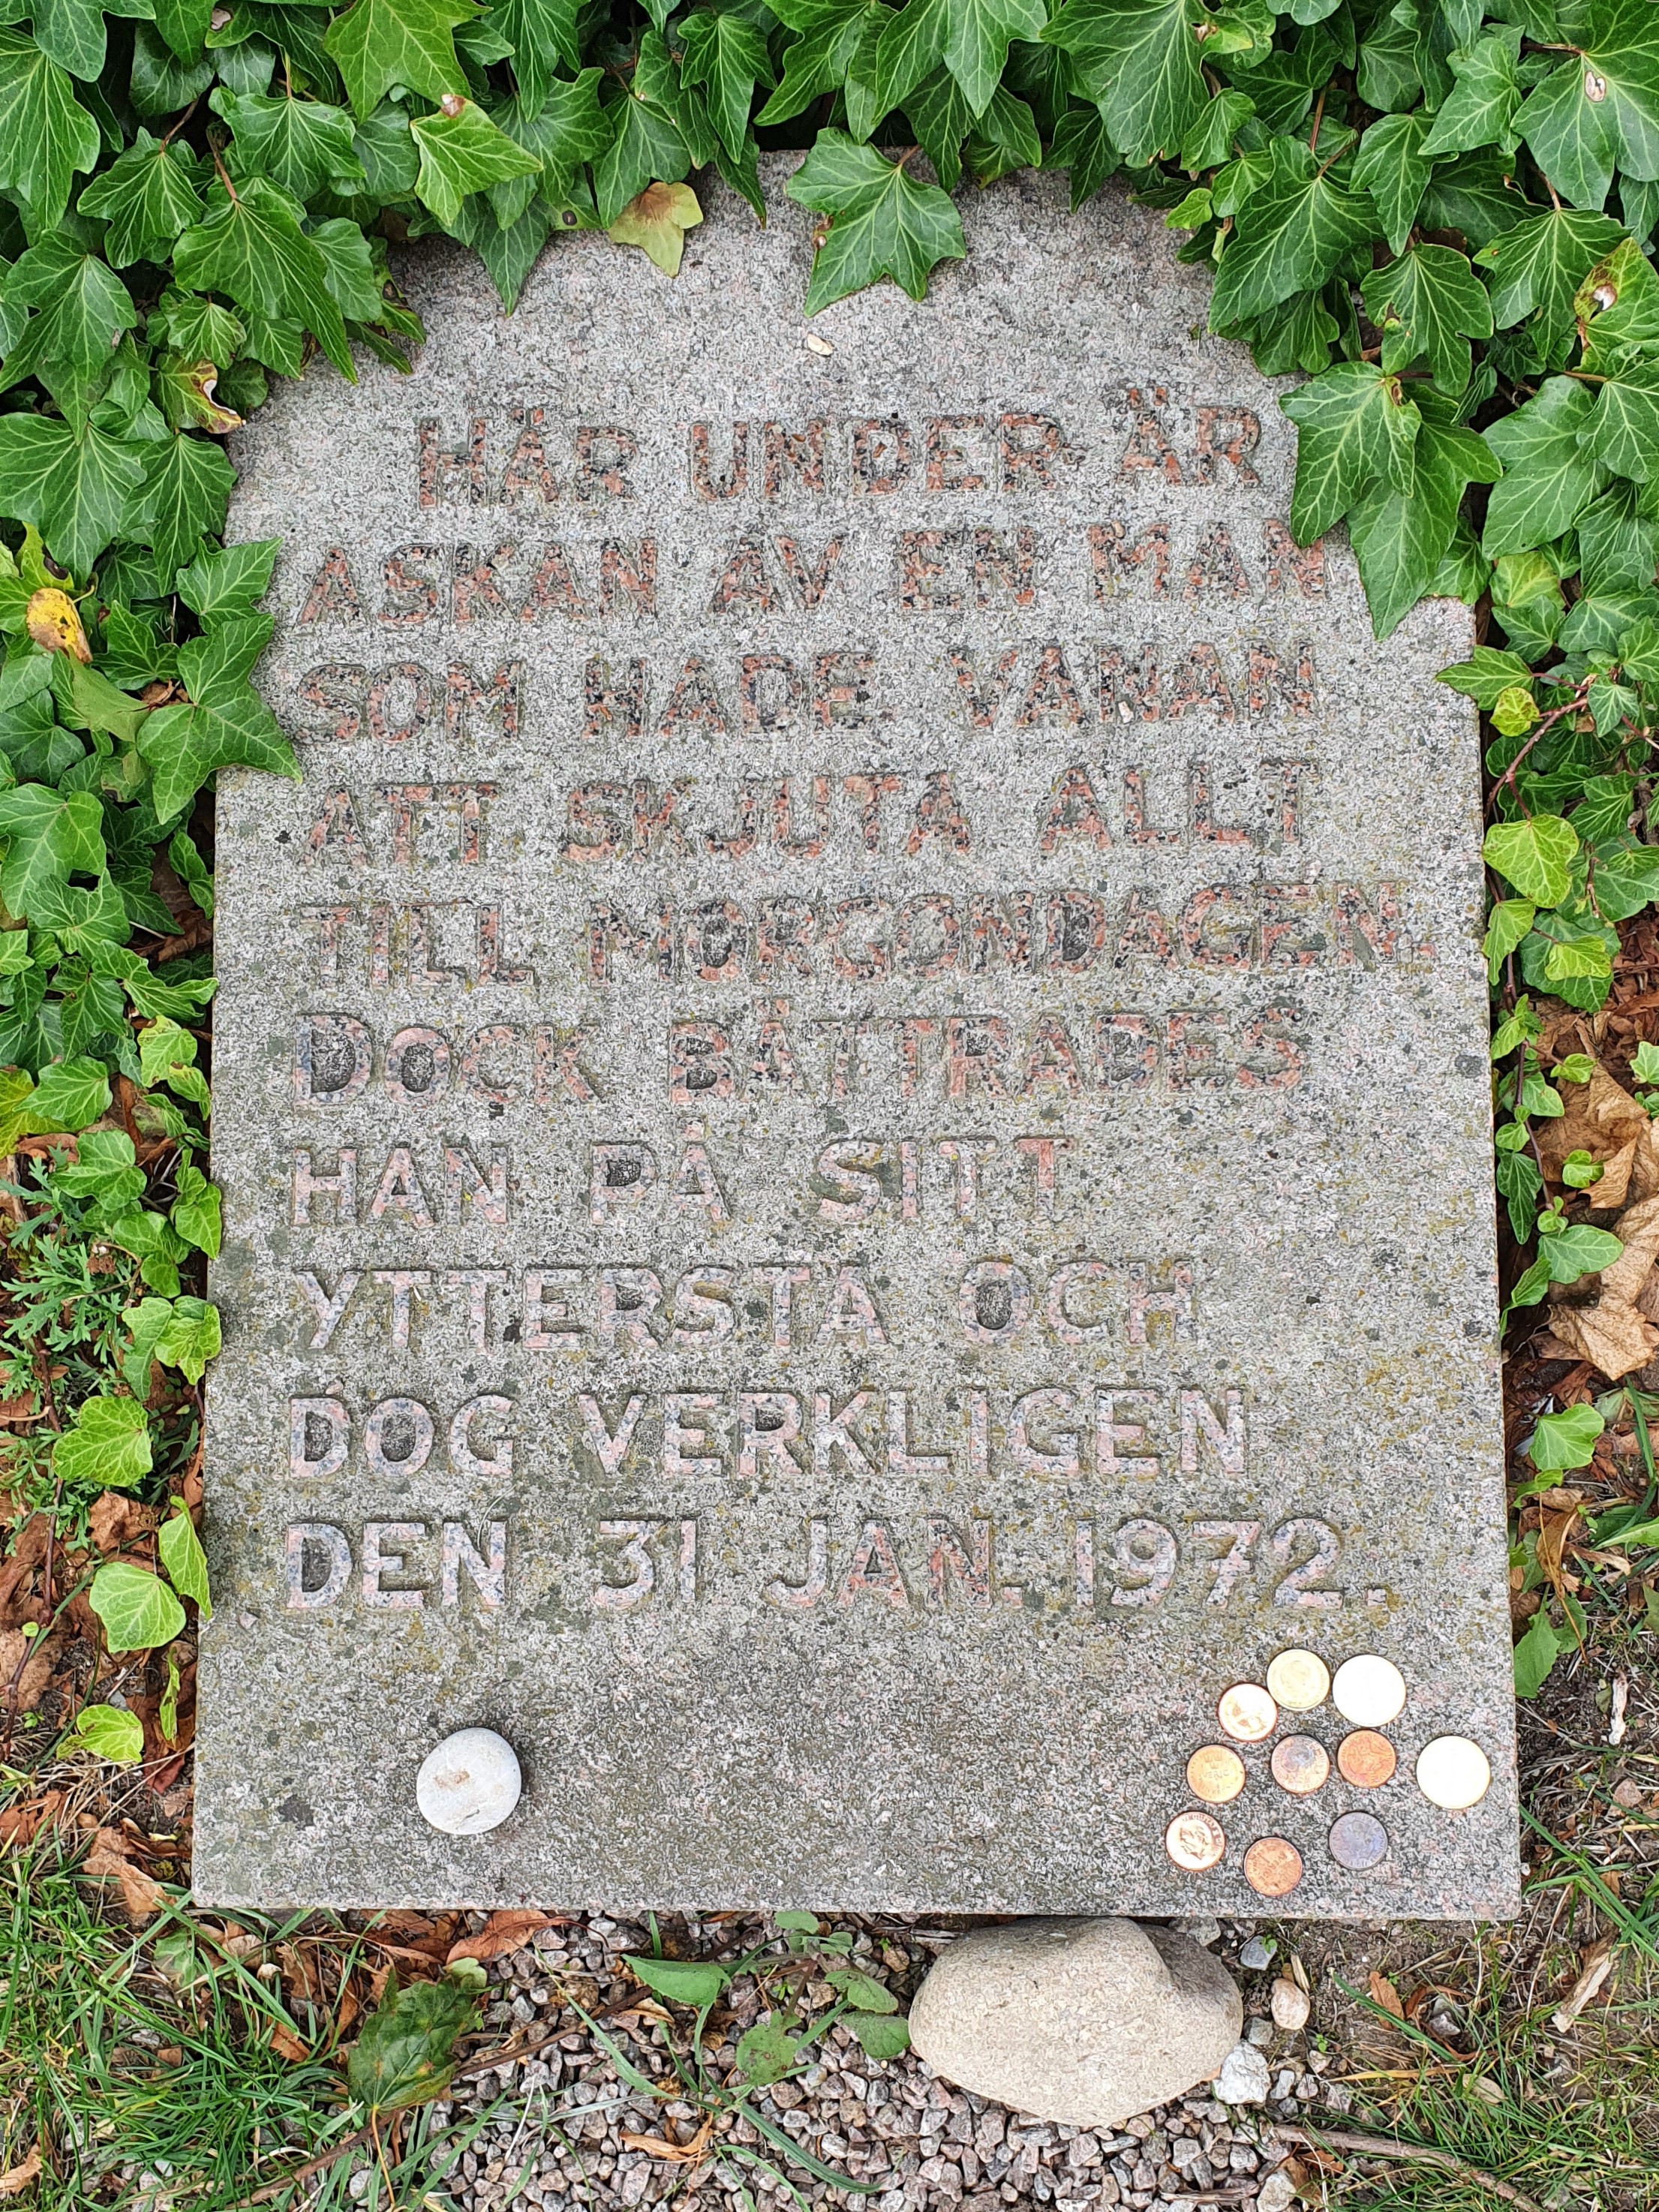 HÄR UNDER ÄR
ASKAN AV EN MAN
SOM HADE VANAN
ATT SKJUTA ALLT
TILL MORGONDAGEN.
DOCK BÄTTRADES
HAN PÅ SITT
YTTERSTA OCH
DOG VERKLIGEN
DEN 31 JAN. 1972.